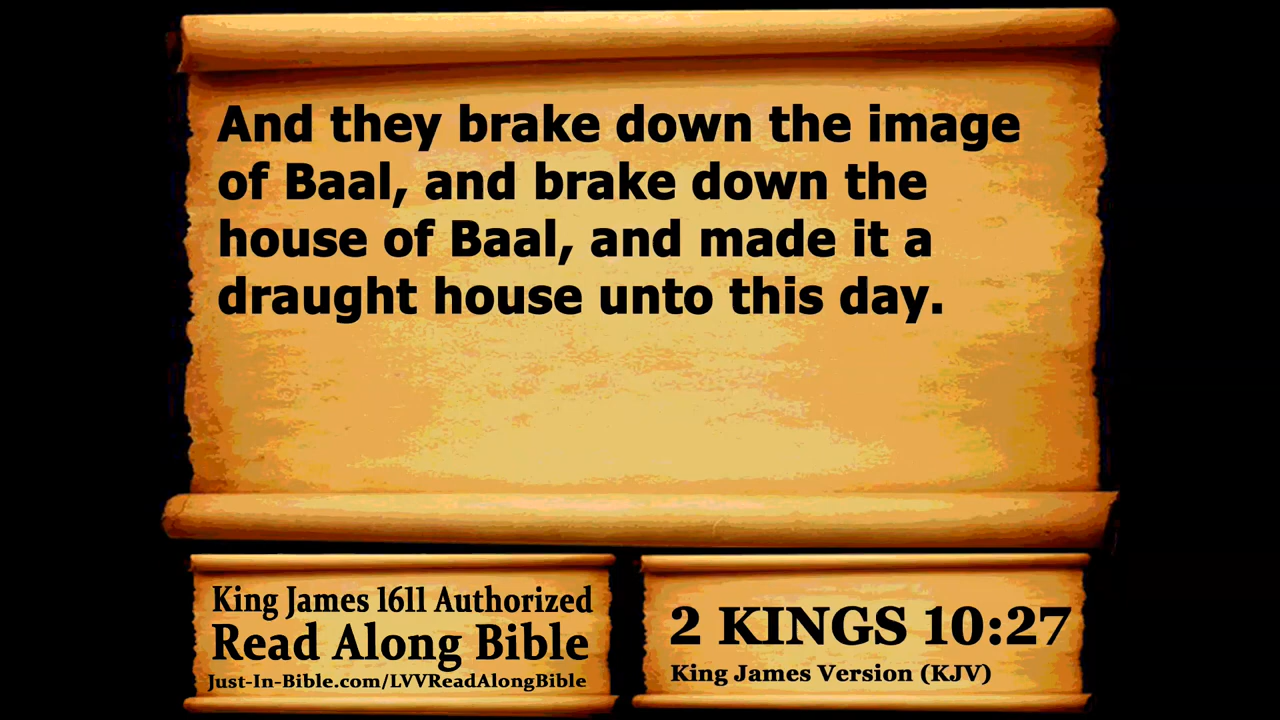 And they brake down the image
of Baal, and brake down the
house of Baal, and made it a
draught house unto this day.
King James 1611 Authorized
Read Along Bible
Just-In-Bible.com/LVVReadAlongBible
2 KINGS 10:27
King James Version (KJV)